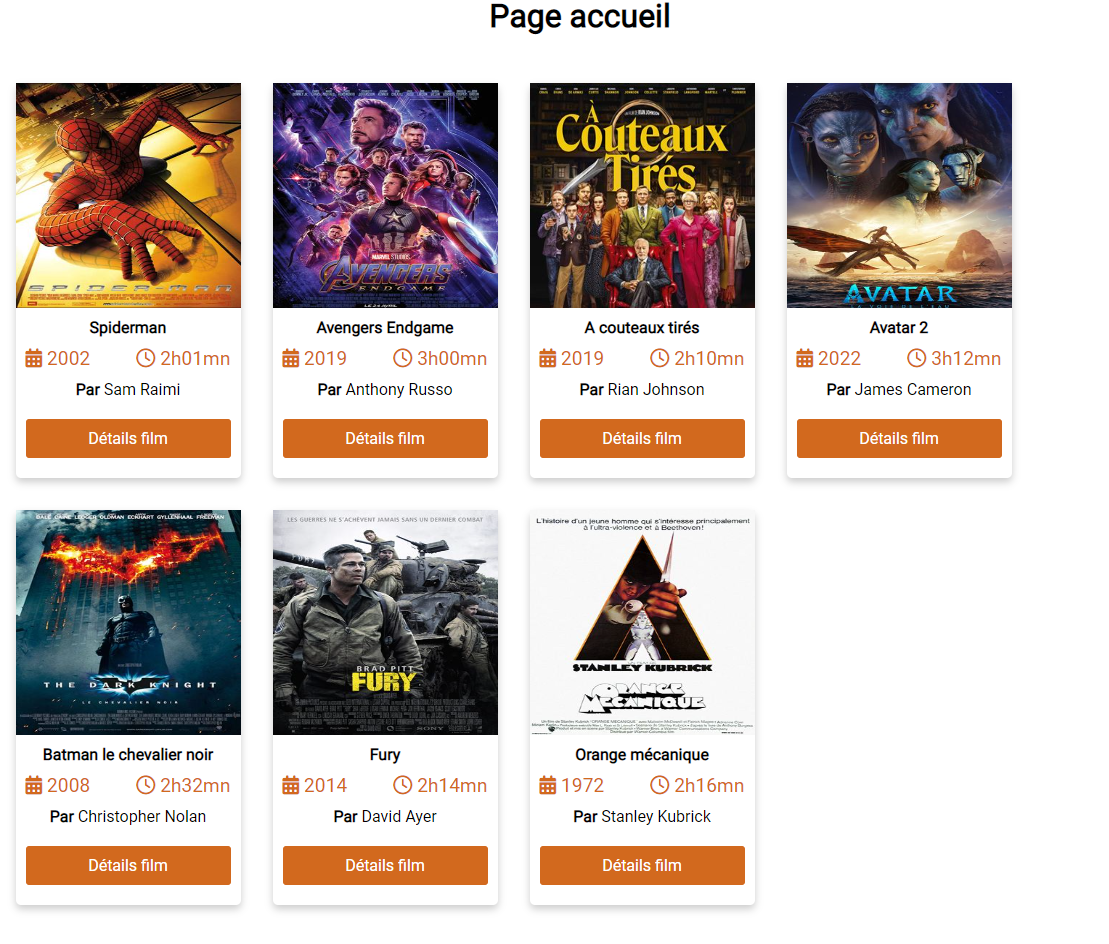 Page accueil
À
Couteaux
Tirés
MARVEL STUDIOS
AVENGERS
ENDGAME
SPIDER-MAN
AVATAR
Spiderman
Avengers Endgame
A couteaux tirés
Avatar 2
2002 2h01mn
2019 3h00mn
2019 2h10mn
2022 3h12mn
Par Sam Raimi
Par Anthony Russo
Par Rian Johnson
Par James Cameron
Détails film
Détails film
Détails film
Détails film
BALE CAINE LEDGER OLDMAN ECKHART GYLLENHAAL FREEMAN
THE DARK KNIGHT
LE CHEVALIER NOIR
LES GUERRES NE S'ACHÈVENT JAMAIS SANS UN DERNIER COMBAT
BRAD PITT
FURY
SONY
L'histoire d'un jeune homme qui s'intéresse principalement
à l'ultra-violence et à Beethoven!
STANLEY KUBRICK
ORANGE
MECANIQUE
Batman le chevalier noir
Fury
Orange mécanique
2008 2h32mn
2014 2h14mn
1972 2h16mn
Par Christopher Nolan
Par David Ayer
Par Stanley Kubrick
Détails film
Détails film
Détails film